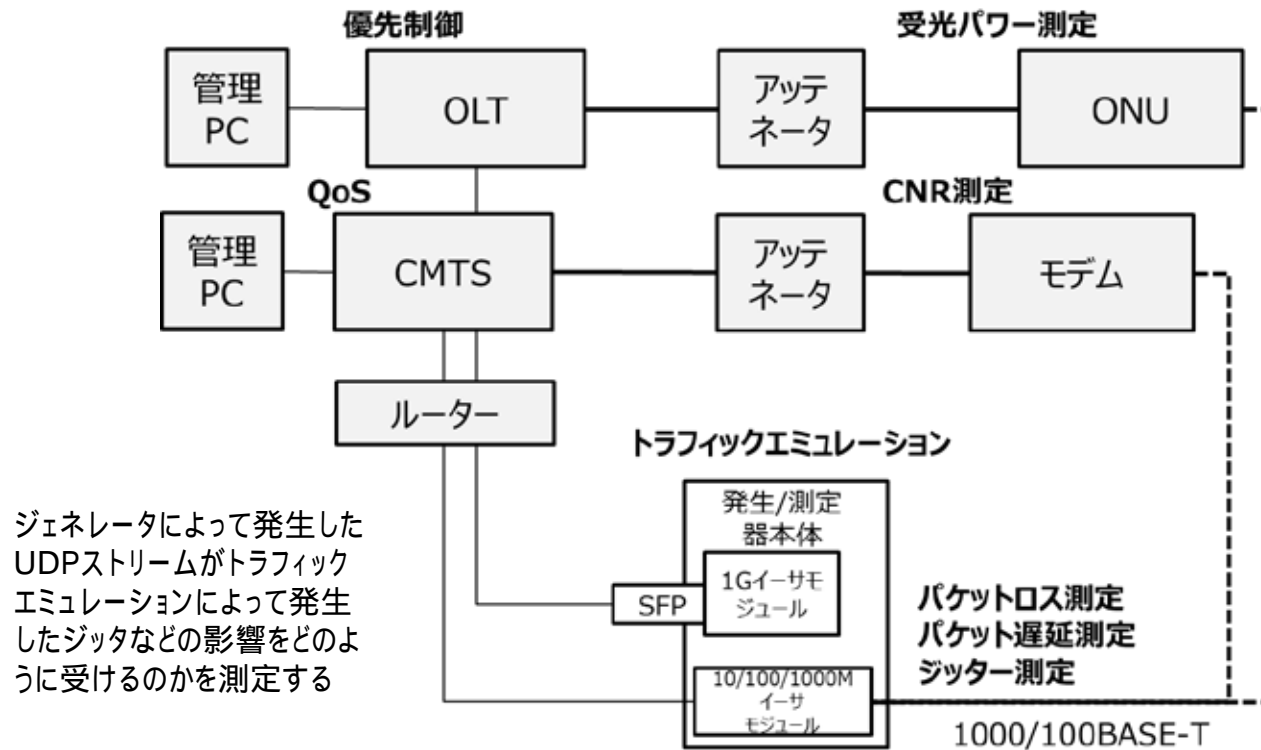 優先制御
受光パワー測定
管理
PC
OLT
アッテ
ネータ
ONU
QoS
CNR測定
管理
PC
CMTS
アッテ
ネータ
モデム
ルーター
トラフィックエミュレーション
発生/測定
器本体
ジェネレータによって発生した
UDPストリームがトラフィック
エミュレーションによって発生
したジッタなどの影響をどのよ
うに受けるのかを測定する
SFP
1Gイーサモ
ジュール
パケットロス測定
パケット遅延測定
ジッター測定
10/100/1000M
イーサ
モジュール
1000/100BASE-T